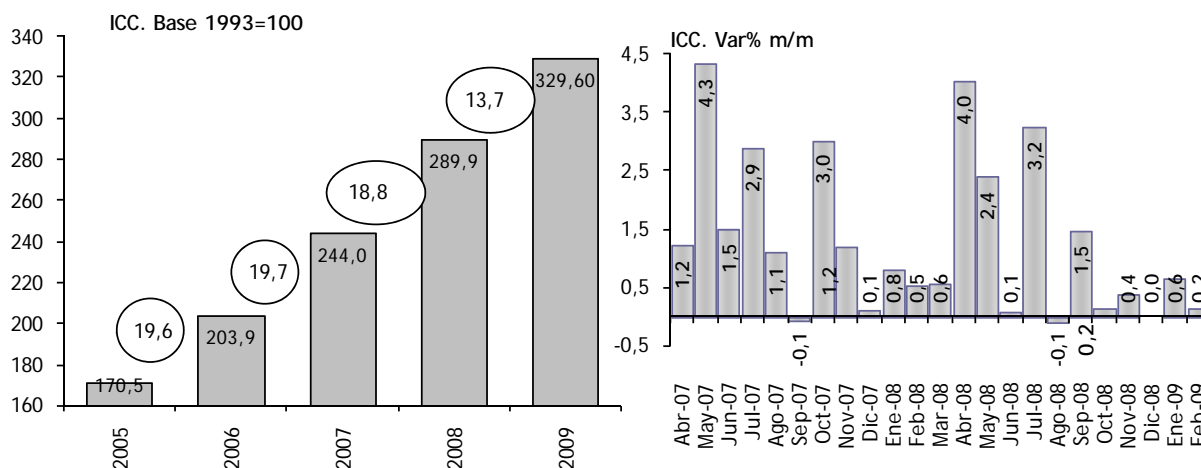 ICC. Base 1993=100
340
320
300
280
260
240
220
200
180
160
170,5
203,9
244,0
289,9
329,60
19,6
19,7
18,8
13,7
2005
2006
2007
2008
2009
ICC. Var% m/m
4,5
3,5
2,5
1,5
0,5
-0,5
1,2
4,3
1,5
2,9
1,1
-0,1
3,0
1,2
0,1
0,8
0,5
0,6
4,0
2,4
0,1
3,2
-0,1
1,5
0,2
0,4
0,0
0,6
0,2
Abr-07
May-07
Jun-07
Jul-07
Ago-07
Sep-07
Oct-07
Nov-07
Dic-07
Ene-08
Feb-08
Mar-08
Abr-08
May-08
Jun-08
Jul-08
Ago-08
Sep-08
Oct-08
Nov-08
Dic-08
Ene-09
Feb-09